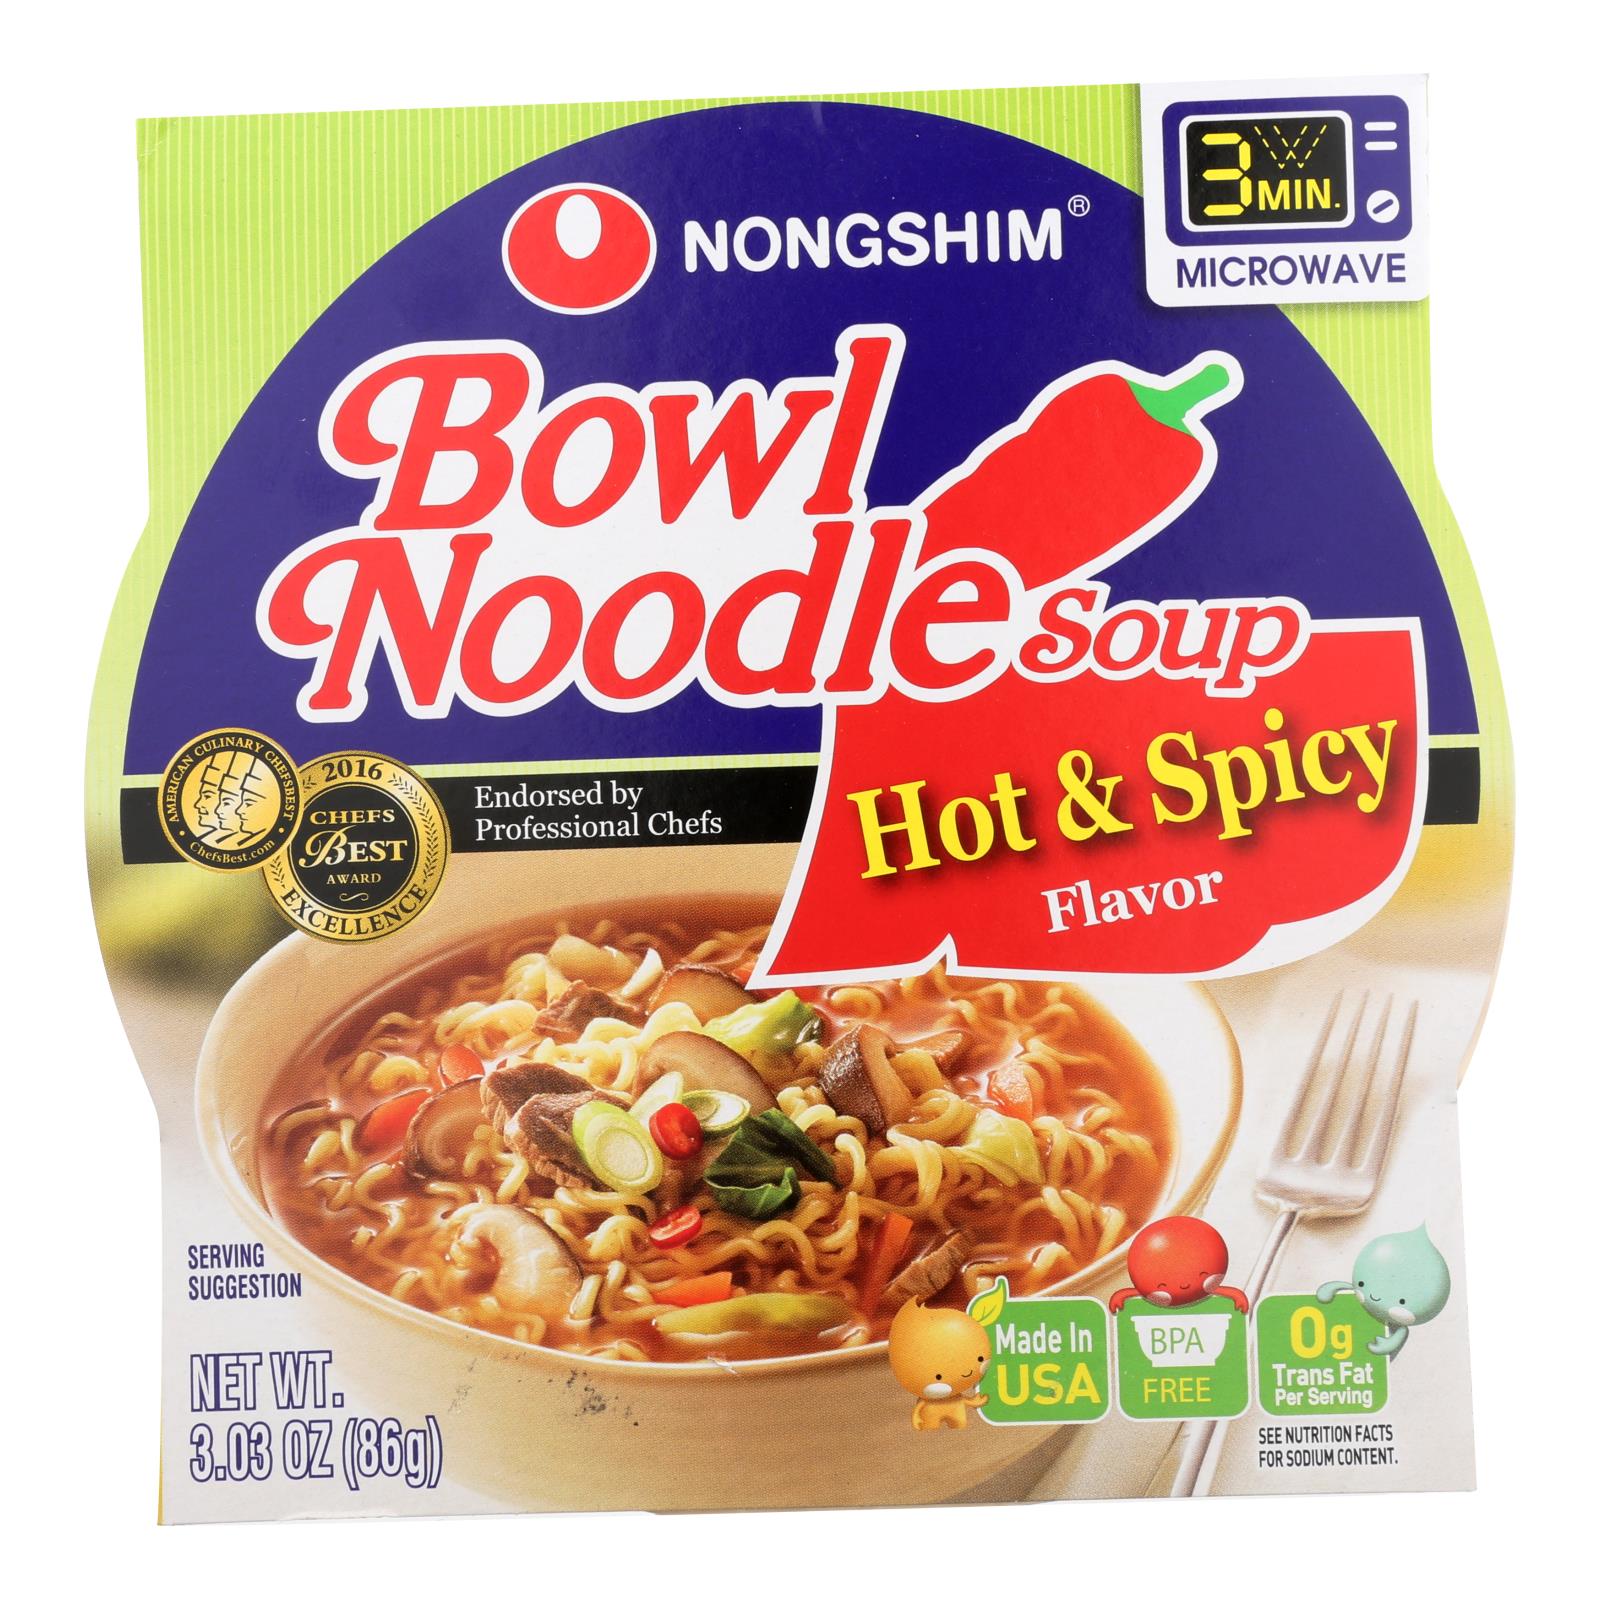 3 MIN.
MICROWAVE
NONGSHIM®
Bowl
Noodle Soup
Hot & Spicy
Flavor
AMERICAN CULINARY CHEFSBEST
ChefsBest.com
2016
CHEFS
BEST
AWARD
EXCELLENCE
Endorsed by
Professional Chefs
SERVING
SUGGESTION
NET WT.
3.03 OZ (86g)
Made In
USA
BPA
FREE
0g
Trans Fat
Per Serving
SEE NUTRITION FACTS
FOR SODIUM CONTENT.